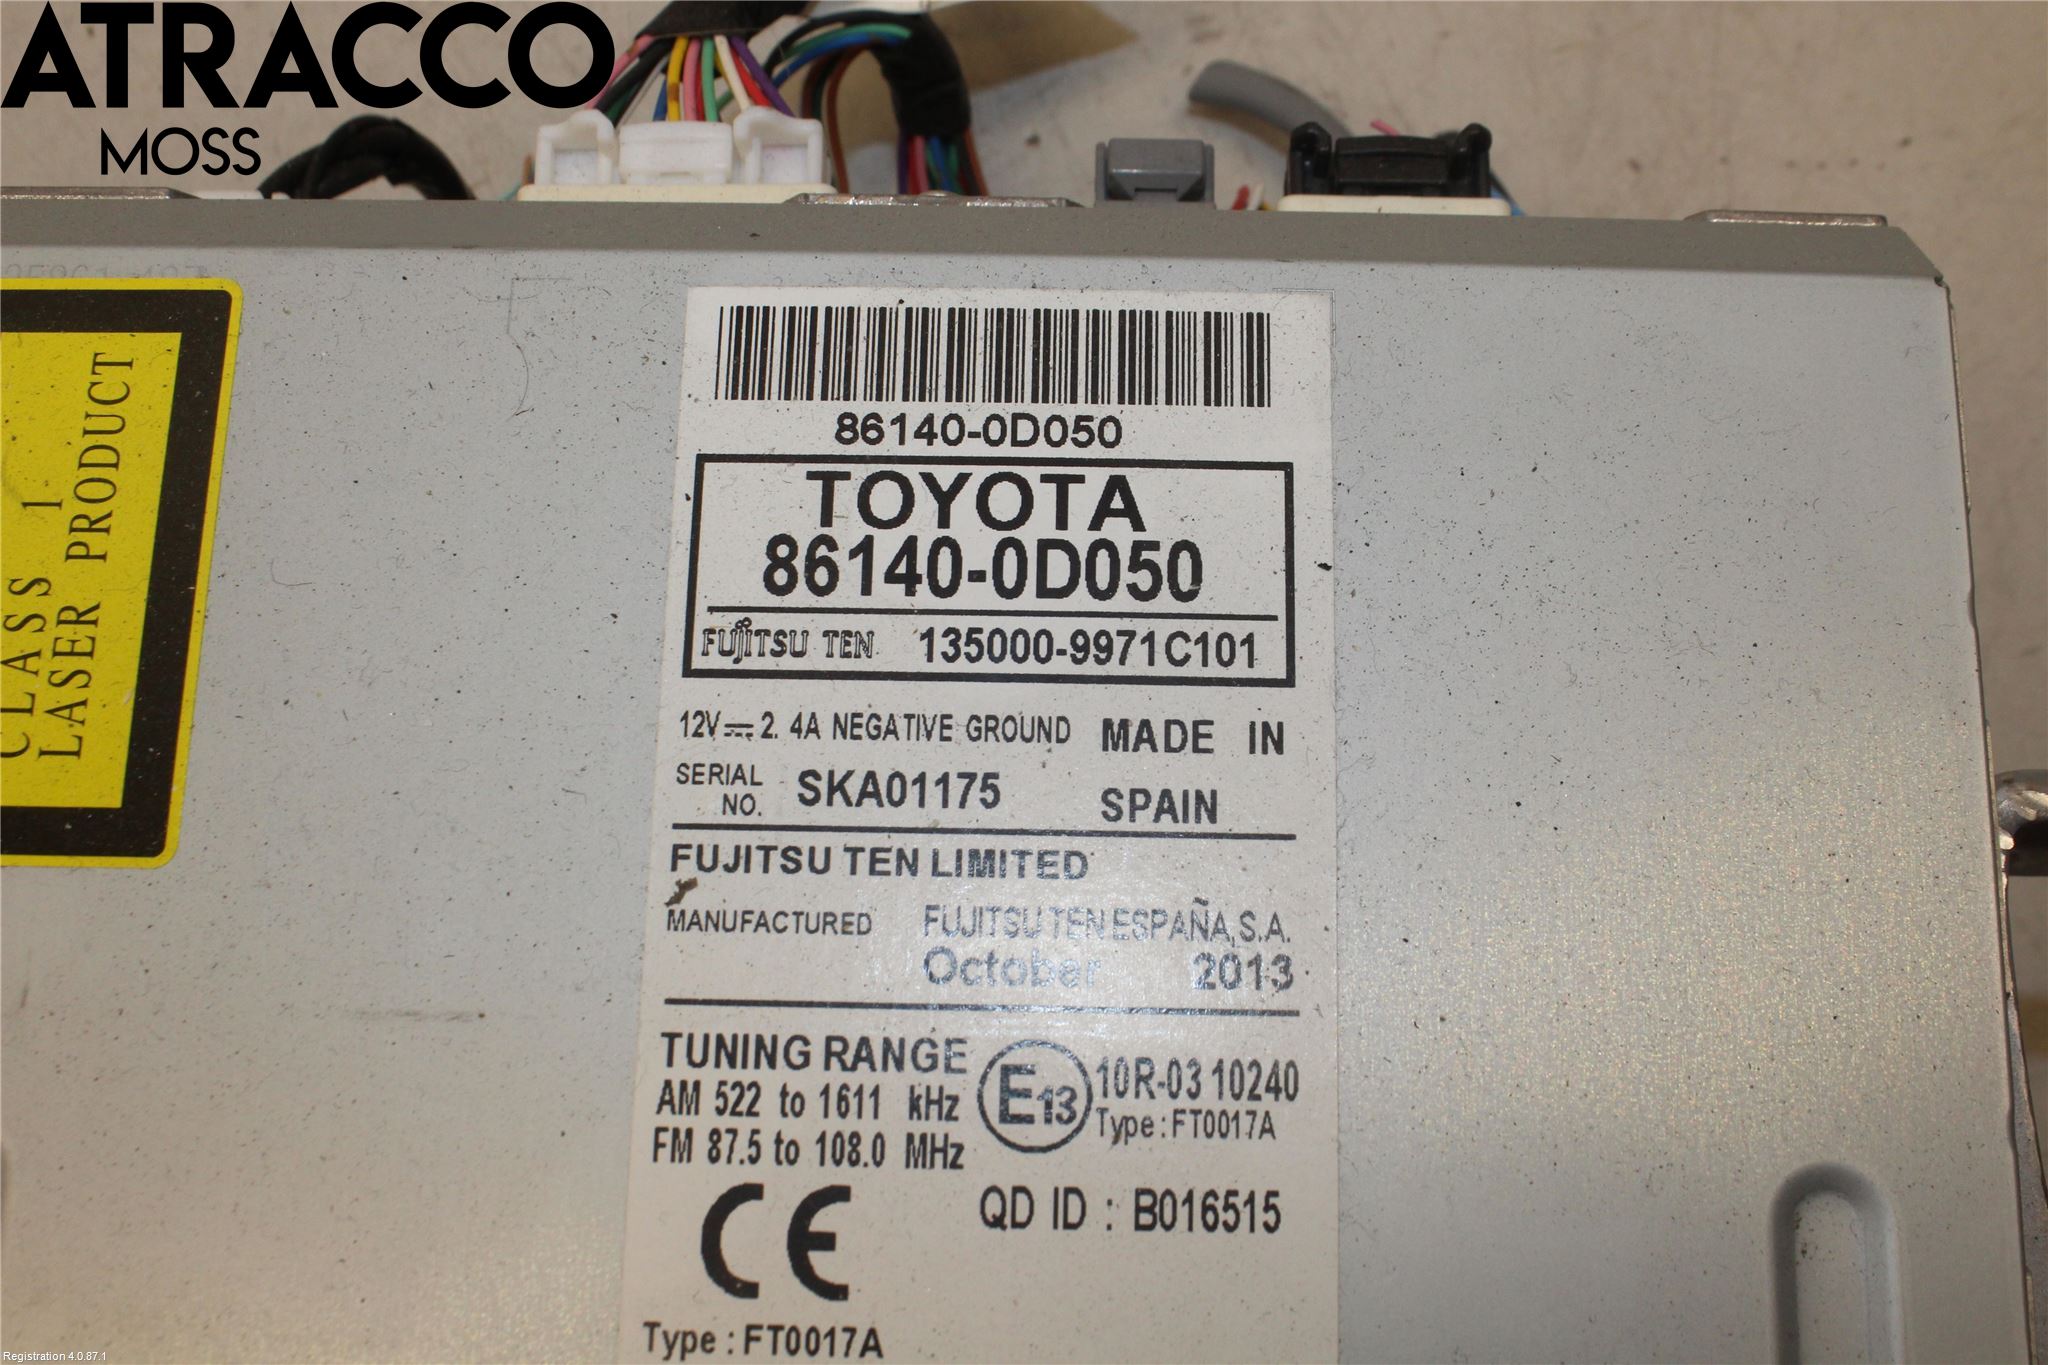 ATRACCO
MOSS
CLASS 1
LASER PRODUCT
86140-0D050
TOYOTA
86140-0D050
FUJITSU TEN 135000-9971C101
12V 2. 4A NEGATIVE GROUND MADE IN
SERIAL NO. SKA01175 SPAIN
FUJITSU TEN LIMITED
MANUFACTURED FUJITSU TEN ESPAÑA, S.A.
October 2013
TUNING RANGE
AM 522 to 1611 kHz
FM 87.5 to 108.0 MHz
E13 10R-03 10240
Type : FT0017A
CE QD ID : B016515
Type : FT0017A
Registration 4.0.87.1